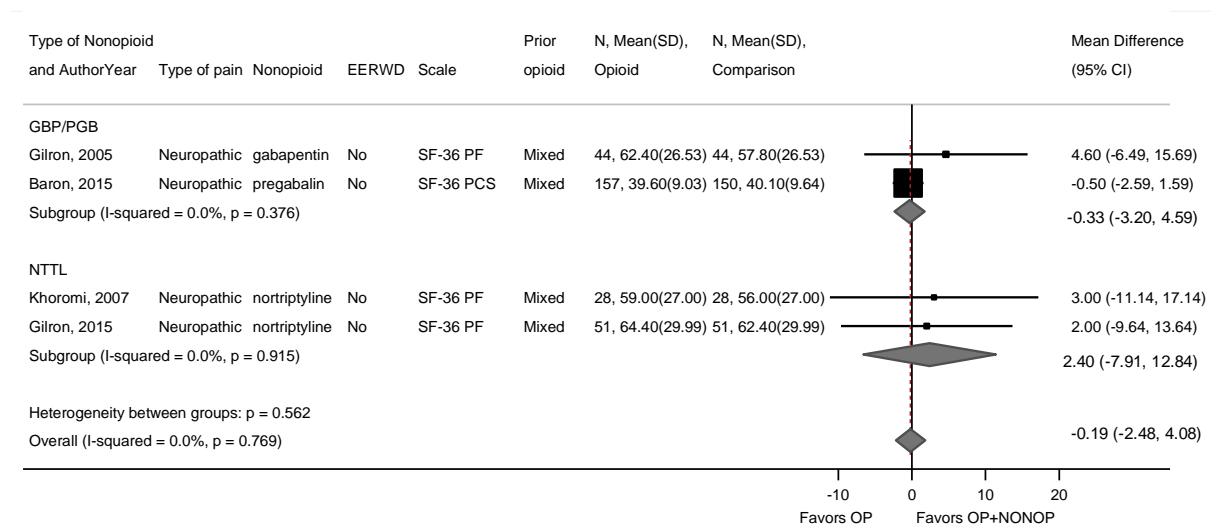 Type of Nonopioid Prior N, Mean(SD), N, Mean(SD), Mean Difference
and AuthorYear Type of pain Nonopioid EERWD Scale opioid Opioid Comparison (95% CI)
GBP/PGB
Gilron, 2005 Neuropathic gabapentin No SF-36 PF Mixed 44, 62.40(26.53) 44, 57.80(26.53) 4.60 (-6.49, 15.69)
Baron, 2015 Neuropathic pregabalin No SF-36 PCS Mixed 157, 39.60(9.03) 150, 40.10(9.64) -0.50 (-2.59, 1.59)
Subgroup (I-squared = 0.0%, p = 0.376) -0.33 (-3.20, 4.59)
NTTL
Khoromi, 2007 Neuropathic nortriptyline No SF-36 PF Mixed 28, 59.00(27.00) 28, 56.00(27.00) 3.00 (-11.14, 17.14)
Gilron, 2015 Neuropathic nortriptyline No SF-36 PF Mixed 51, 64.40(29.99) 51, 62.40(29.99) 2.00 (-9.64, 13.64)
Subgroup (I-squared = 0.0%, p = 0.915) 2.40 (-7.91, 12.84)
Heterogeneity between groups: p = 0.562
Overall (I-squared = 0.0%, p = 0.769) -0.19 (-2.48, 4.08)
-10 0 10 20
Favors OP Favors OP+NONOP